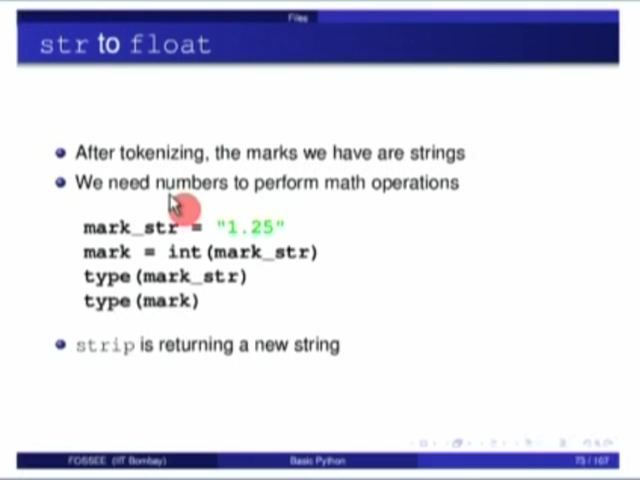 Files
str to float
After tokenizing, the marks we have are strings
We need numbers to perform math operations
mark_str = "1.25"
mark = int(mark_str)
type(mark_str)
type(mark)
strip is returning a new string
FOSSEE (IIT Bombay) Basic Python 73 / 167